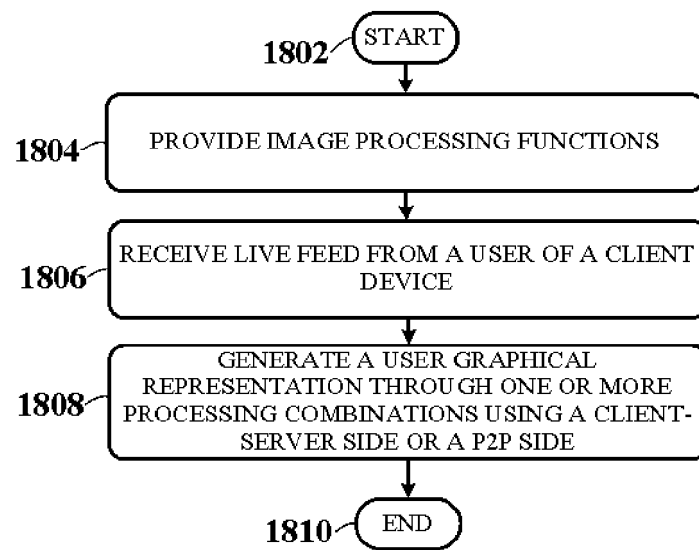 1802
START
1804
PROVIDE IMAGE PROCESSING FUNCTIONS
1806
RECEIVE LIVE FEED FROM A USER OF A CLIENT
DEVICE
1808
GENERATE A USER GRAPHICAL
REPRESENTATION THROUGH ONE OR MORE
PROCESSING COMBINATIONS USING A CLIENT-
SERVER SIDE OR A P2P SIDE
1810
END